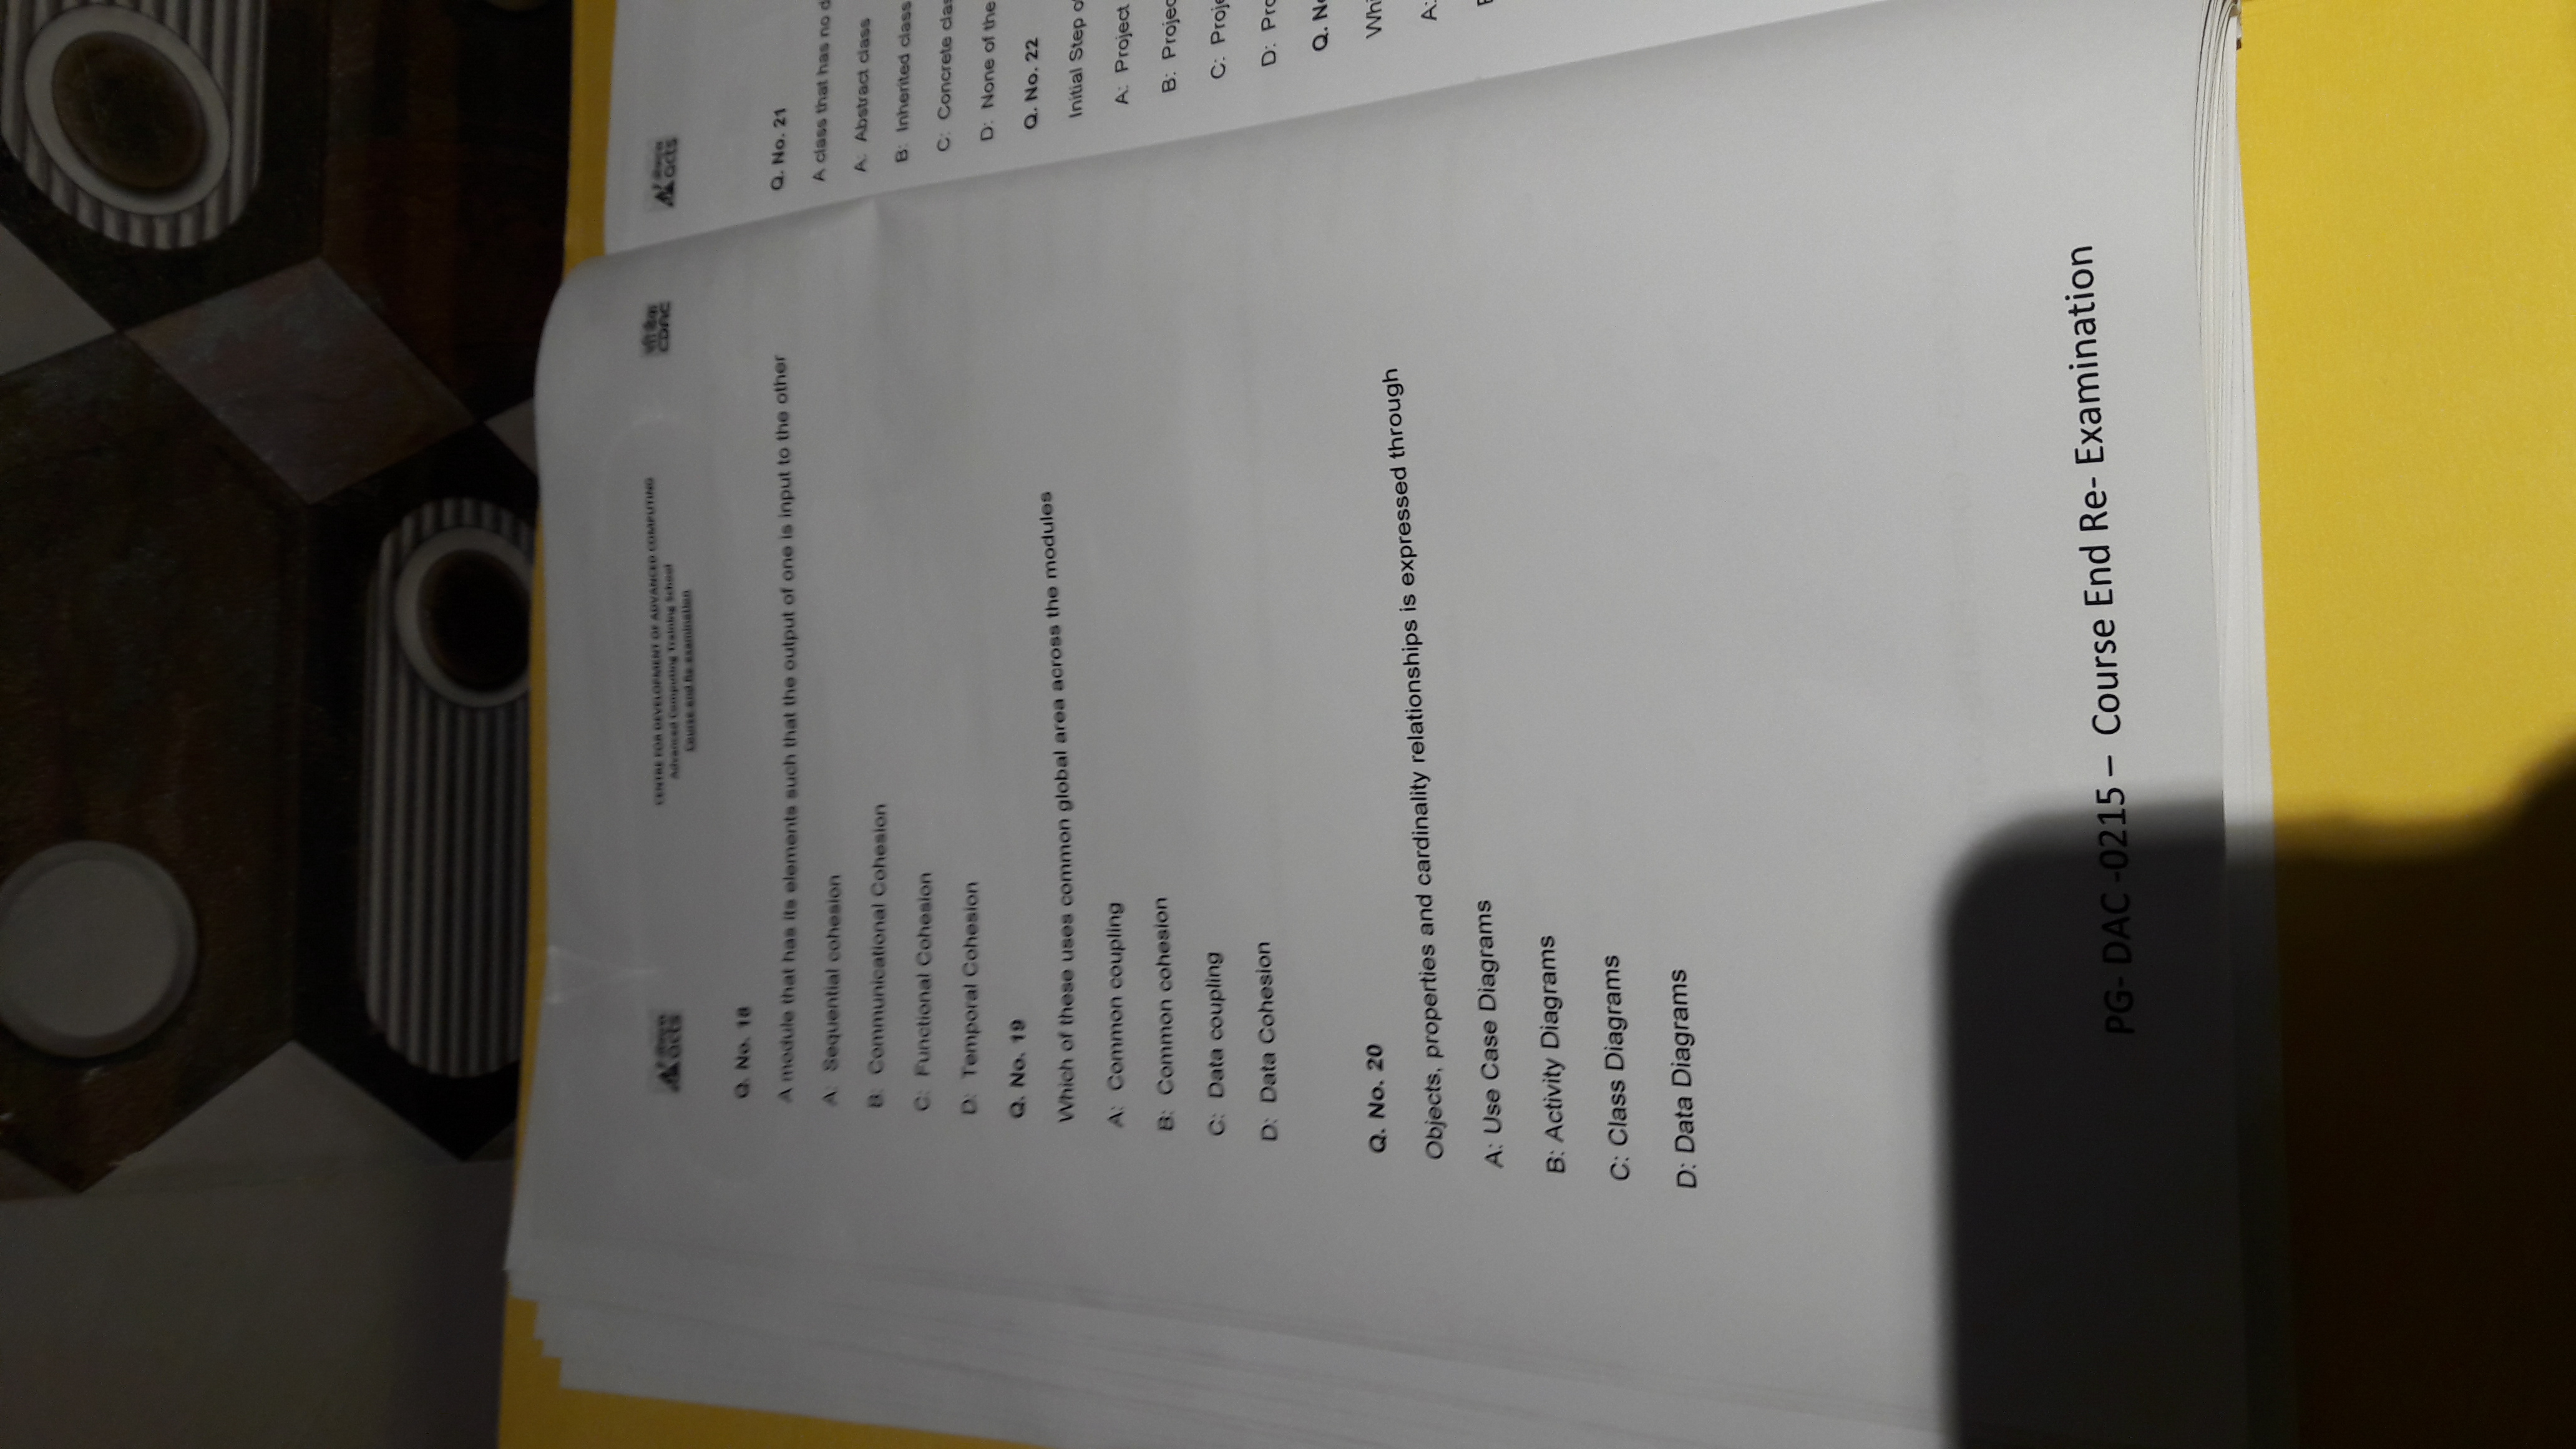 acts
CENTRE FOR DEVELOPMENT OF ADVANCED COMPUTING
Advanced Computing Training School
Course end Re-examination
CDAC
Q. No. 18
A module that has its elements such that the output of one is input to the other
A: Sequential cohesion
B: Communicational Cohesion
C: Functional Cohesion
D: Temporal Cohesion
Q. No. 19
Which of these uses common global area across the modules
A: Common coupling
B: Common cohesion
C: Data coupling
D: Data Cohesion
Q. No. 20
Objects, properties and cardinality relationships is expressed through
A: Use Case Diagrams
B: Activity Diagrams
C: Class Diagrams
D: Data Diagrams
PG- DAC -0215 – Course End Re- Examination
acts
Q. No. 21
A class that has no
A: Abstract class
B: Inherited class
C: Concrete
D: None of the
Q. No. 22
Initial Step
A: Project
B:
C:
D:
Q.
A: